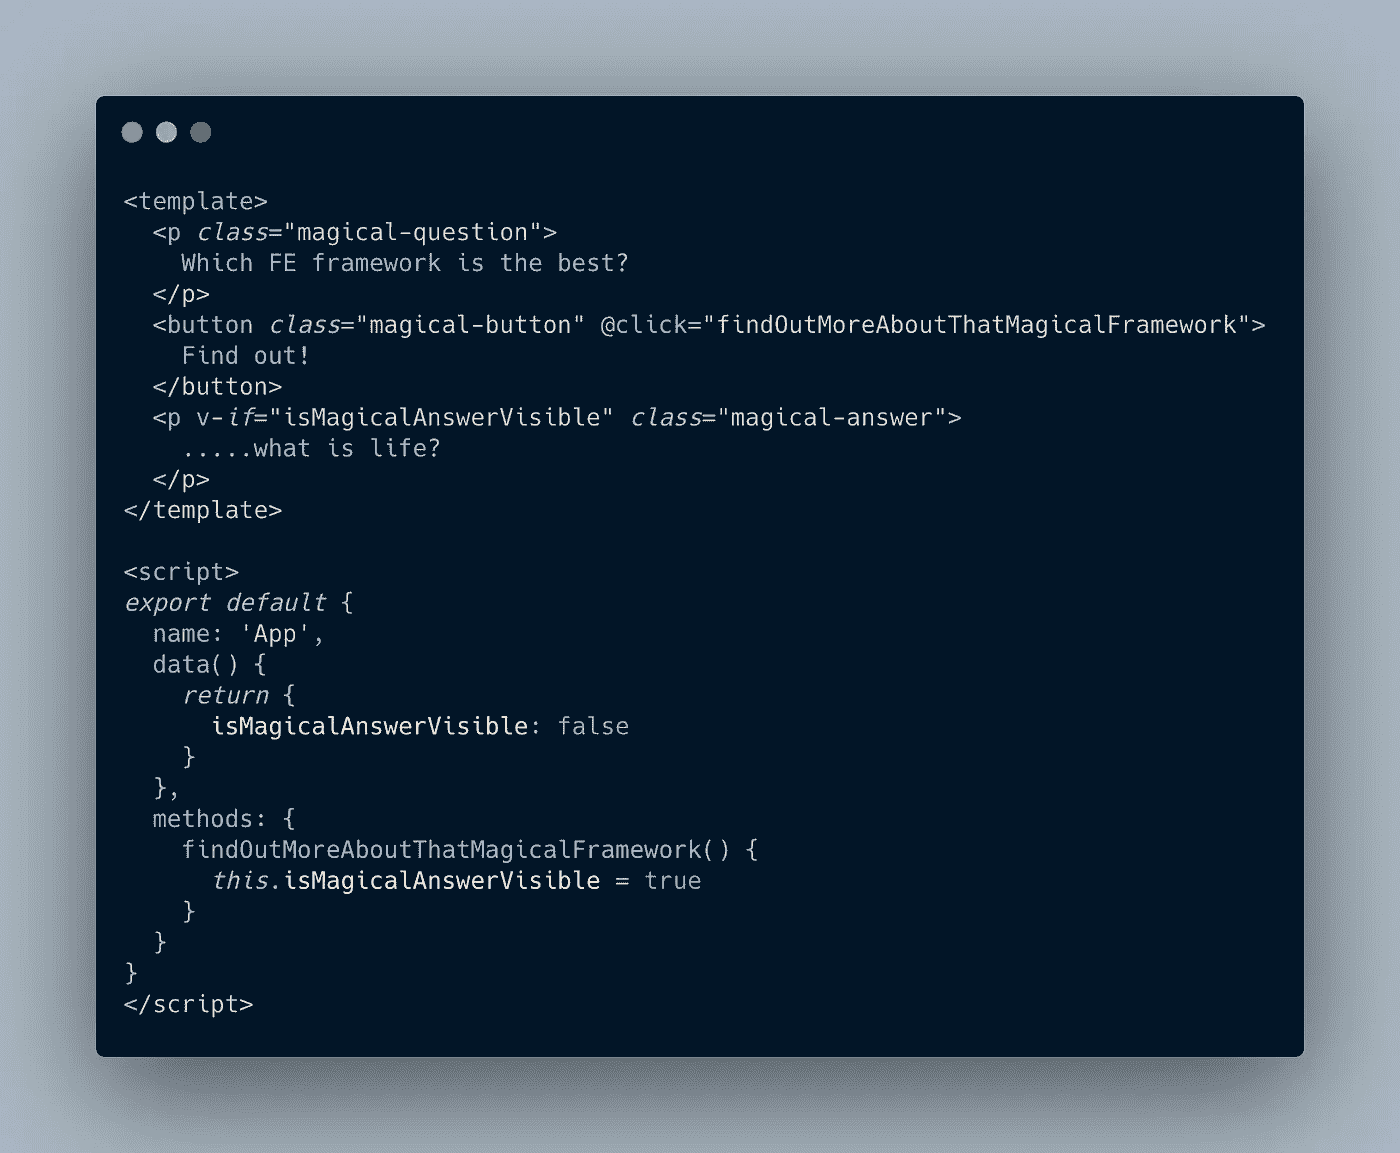 <template>
  <p class="magical-question">
    Which FE framework is the best?
  </p>
  <button class="magical-button" @click="findOutMoreAboutThatMagicalFramework">
    Find out!
  </button>
  <p v-if="isMagicalAnswerVisible" class="magical-answer">
    .....what is life?
  </p>
</template>

<script>
export default {
  name: 'App',
  data() {
    return {
      isMagicalAnswerVisible: false
    }
  },
  methods: {
    findOutMoreAboutThatMagicalFramework() {
      this.isMagicalAnswerVisible = true
    }
  }
}
</script>